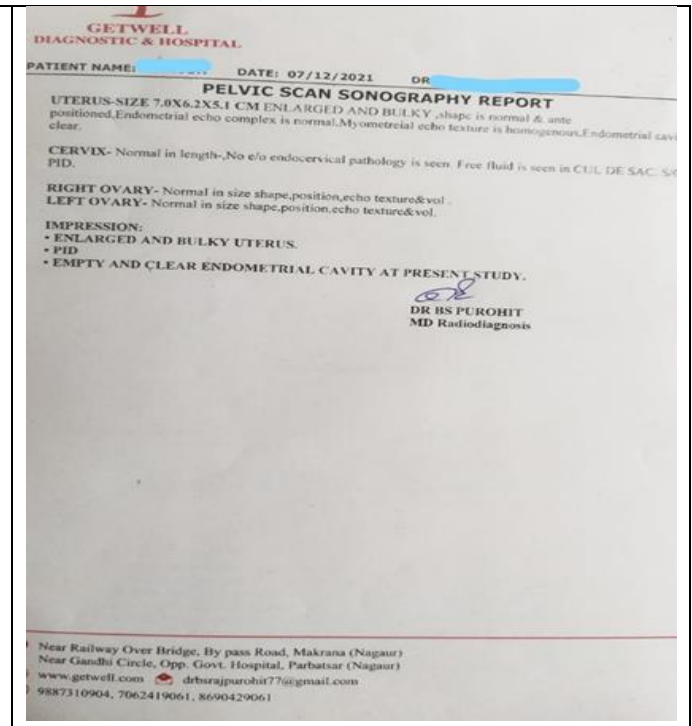 GETWELL
DIAGNOSTIC & HOSPITAL
PATIENT NAME: DATE: 07/12/2021 DR
PELVIC SCAN SONOGRAPHY REPORT
UTERUS-SIZE 7.0X6.2X5.1 CM ENLARGED AND BULKY ,shape is normal & ante
positioned,Endometrial echo complex is normal.Myometreial echo texture is homogenous.Endometrial cavi
clear.
CERVIX- Normal in length-,No e/o endocervical pathology is seen. Free fluid is seen in CUL DE SAC. S/O
PID.
RIGHT OVARY- Normal in size shape,position,echo texture&vol .
LEFT OVARY- Normal in size shape,position,echo texture&vol.
IMPRESSION:
• ENLARGED AND BULKY UTERUS.
• PID
• EMPTY AND CLEAR ENDOMETRIAL CAVITY AT PRESENT STUDY.
DR BS PUROHIT
MD Radiodiagnosis
Near Railway Over Bridge, By pass Road, Makrana (Nagaur)
Near Gandhi Circle, Opp. Govt. Hospital, Parbatsar (Nagaur)
www.getwell.com drbsrajpurohit77@gmail.com
9887310904, 7062419061, 8690429061